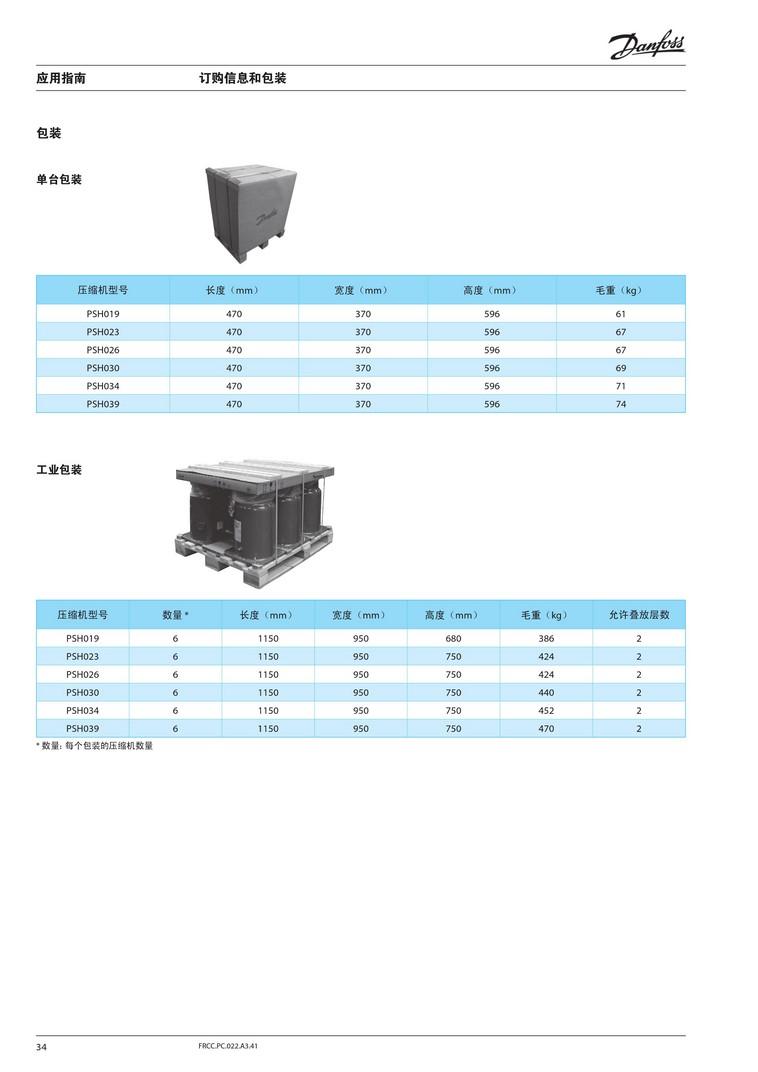 Danfoss
应用指南 订购信息和包装
包装
单台包装
Danfoss
压缩机型号 长度（mm） 宽度（mm） 高度（mm） 毛重（kg）
PSH019 470 370 596 61
PSH023 470 370 596 67
PSH026 470 370 596 67
PSH030 470 370 596 69
PSH034 470 370 596 71
PSH039 470 370 596 74
工业包装
压缩机型号 数量* 长度（mm） 宽度（mm） 高度（mm） 毛重（kg） 允许叠放层数
PSH019 6 1150 950 680 386 2
PSH023 6 1150 950 750 424 2
PSH026 6 1150 950 750 424 2
PSH030 6 1150 950 750 440 2
PSH034 6 1150 950 750 452 2
PSH039 6 1150 950 750 470 2
* 数量：每个包装的压缩机数量
34 FRCC.PC.022.A3.41